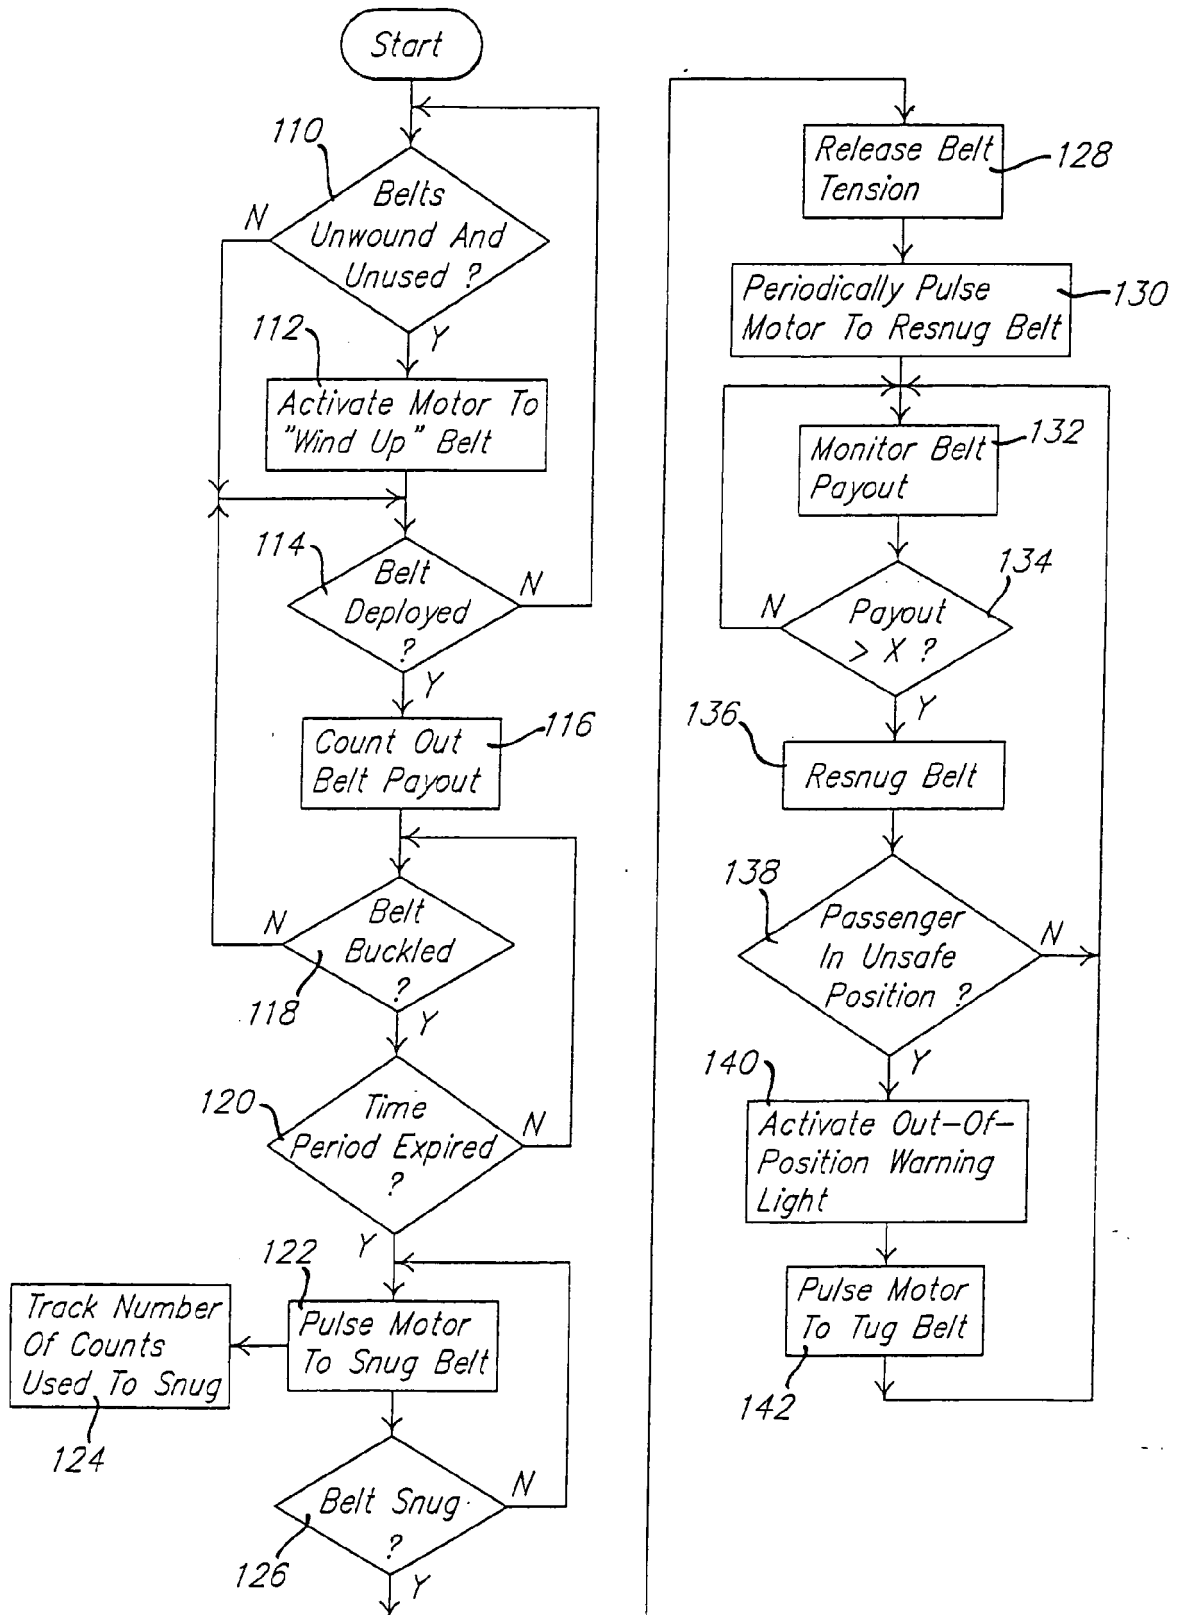 Start
110
Belts
Unwound And
Unused ?
N
Y
112
Activate Motor To
"Wind Up" Belt
114
Belt
Deployed
?
N
Y
Count Out
Belt Payout
116
Belt
Buckled
?
N
118
Y
120
Time
Period Expired
?
N
Y
122
Pulse Motor
To Snug Belt
Track Number
Of Counts
Used To Snug
124
Belt Snug
?
N
126
Y
Release Belt
Tension
128
Periodically Pulse
Motor To Resnug Belt
130
Monitor Belt
Payout
132
134
Payout
> X ?
N
Y
136
Resnug Belt
138
Passenger
In Unsafe
Position ?
N
Y
140
Activate Out-Of-
Position Warning
Light
Pulse Motor
To Tug Belt
142